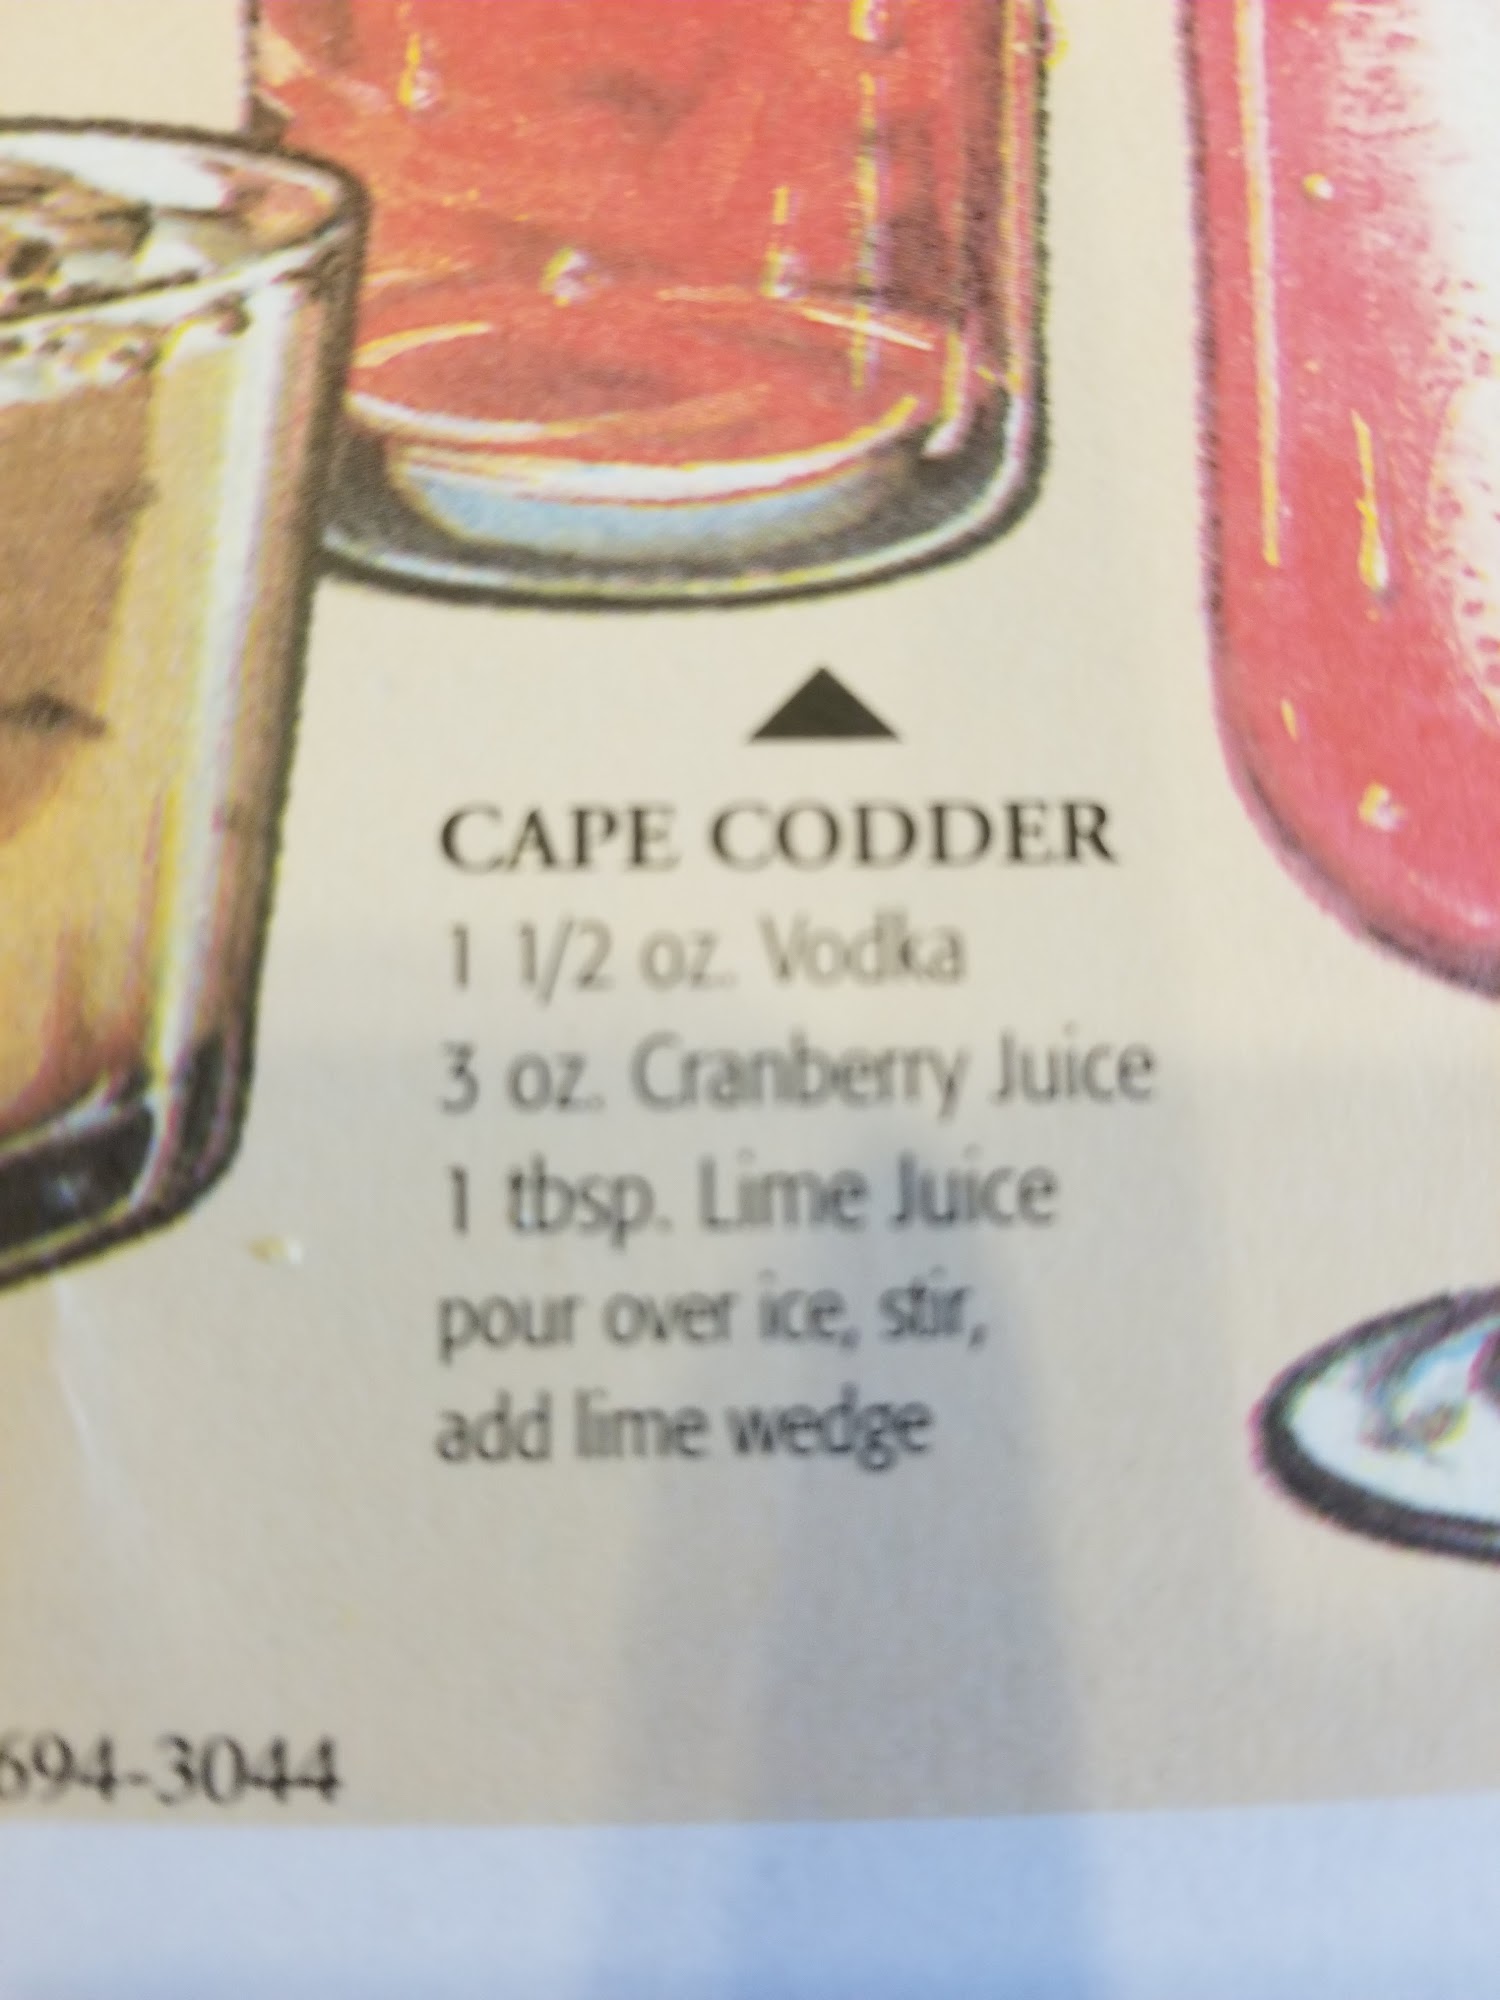 CAPE CODDER
1 1/2 oz. Vodka
3 oz. Cranberry Juice
1 tbsp. Lime Juice
pour over ice, stir,
add lime wedge
694-3044